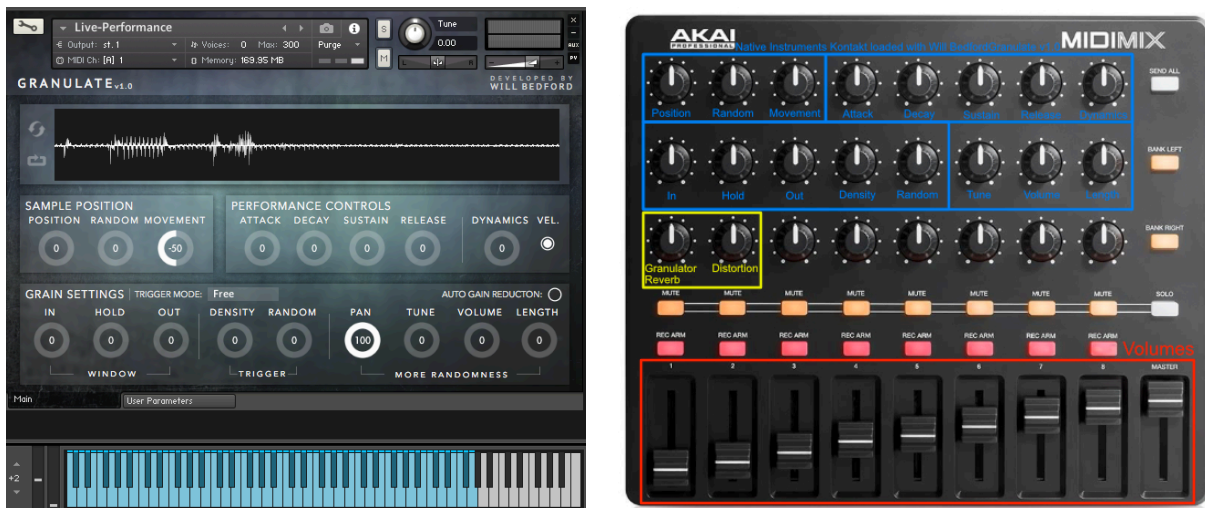 Live-Performance
Output: st.1
Voices: 0 Max: 300
Purge
MIDI Ch: [A] 1
Memory: 169.95 MB
S
M
Tune
0.00
L
R
AUX
PV
GRANULATE v1.0
DEVELOPED BY
WILL BEDFORD
SAMPLE POSITION
POSITION RANDOM MOVEMENT
0 0 -50
PERFORMANCE CONTROLS
ATTACK DECAY SUSTAIN RELEASE DYNAMICS VEL.
0 0 0 0 0
GRAIN SETTINGS | TRIGGER MODE: Free AUTO GAIN REDUCTON:
IN HOLD OUT DENSITY RANDOM PAN TUNE VOLUME LENGTH
0 0 0 0 0 100 0 0 0
WINDOW TRIGGER MORE RANDOMNESS
Main User Parameters
+2
AKAI
PROFESSIONAL
Native Instruments Kontakt loaded with Will Bedford
MIDIMIX
SEND ALL
Position Random Movement Attack Decay Sustain Release
BANK LEFT
In Hold Out Density Random Tone Volume Length
BANK RIGHT
Granulator
Reverb
Distortion
MUTE MUTE MUTE MUTE MUTE MUTE MUTE MUTE SOLO
REC ARM REC ARM REC ARM REC ARM REC ARM REC ARM REC ARM REC ARM
Volumes
1 2 3 4 5 6 7 8 MASTER